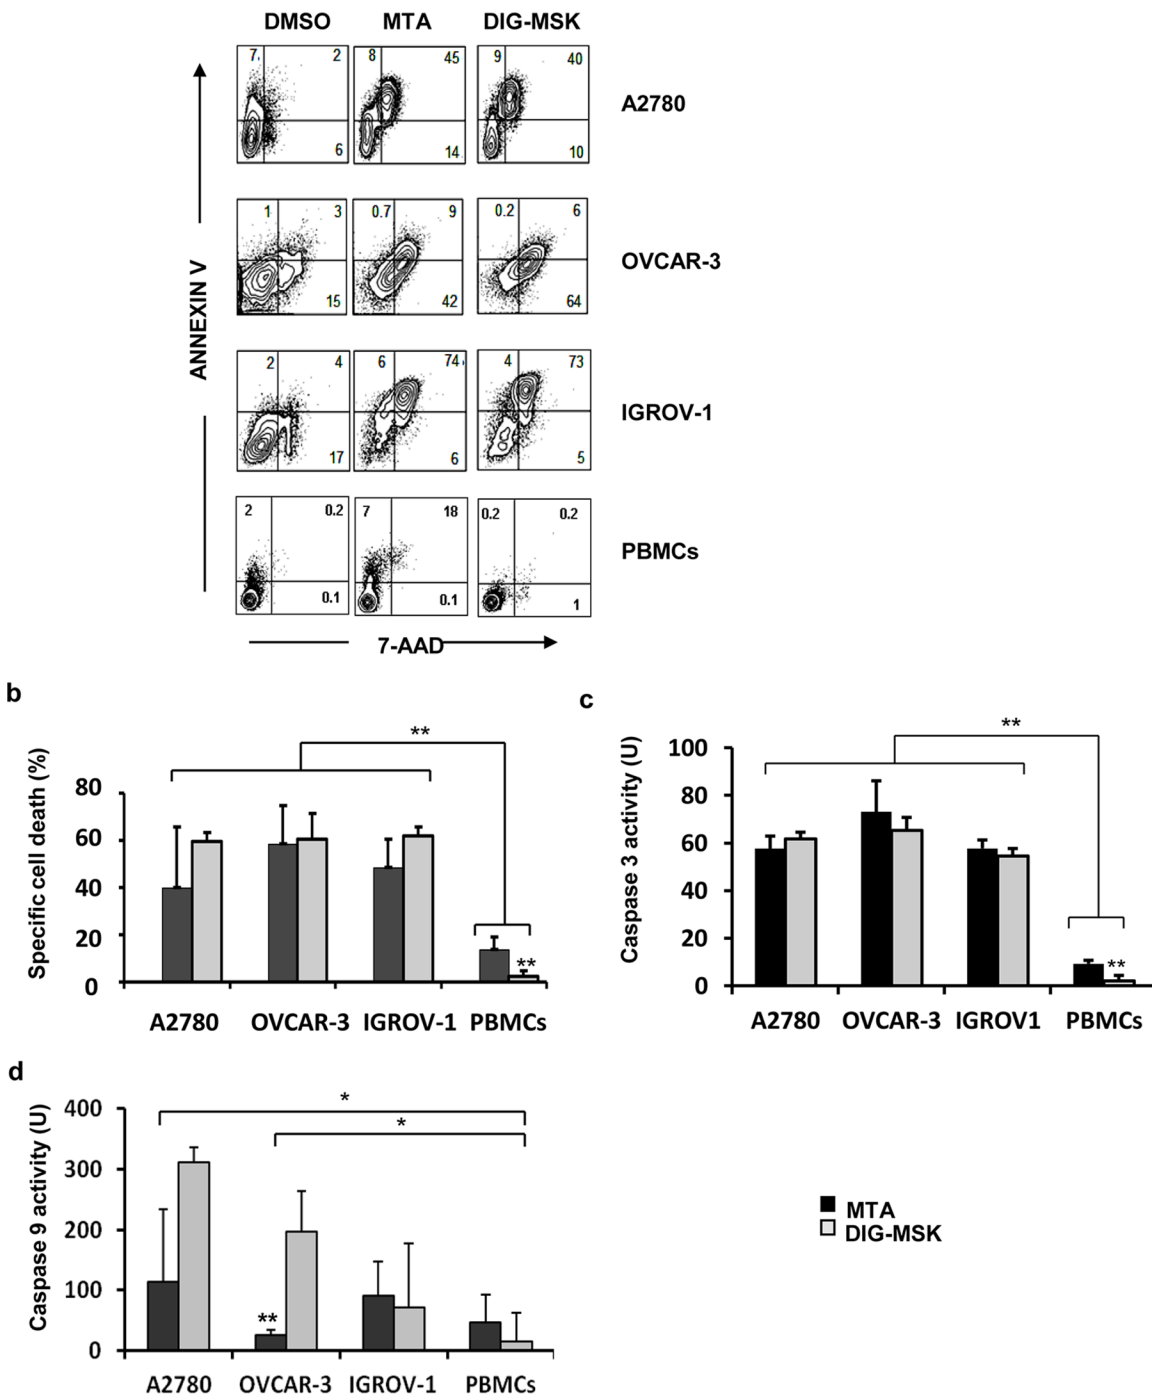 DMSO MTA DIG-MSK
7 2 8 45 9 40
A2780
6 14 10
1 3 0.7 9 0.2 6
OVCAR-3
15 42 64
2 4 6 74 4 73
IGROV-1
17 6 5
2 0.2 7 18 0.2 0.2
PBMCs
0.1 0.1 1
ANNEXIN V
7-AAD
b
**
Specific cell death (%)
80
60
40
20
0
**
A2780 OVCAR-3 IGROV-1 PBMCs
c
**
Caspase 3 activity (U)
100
80
60
40
20
0
**
A2780 OVCAR-3 IGROV1 PBMCs
d
*
*
Caspase 9 activity (U)
400
300
200
100
0
**
A2780 OVCAR-3 IGROV-1 PBMCs
MTA
DIG-MSK